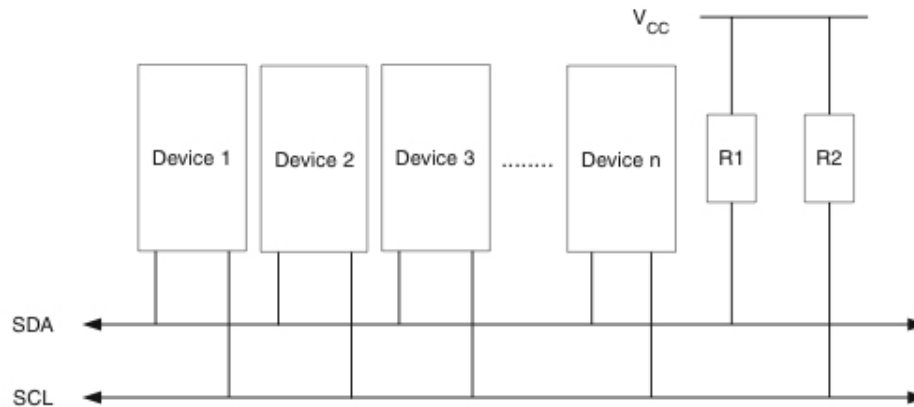 V_CC
Device 1 Device 2 Device 3 ........ Device n R1 R2
SDA
SCL